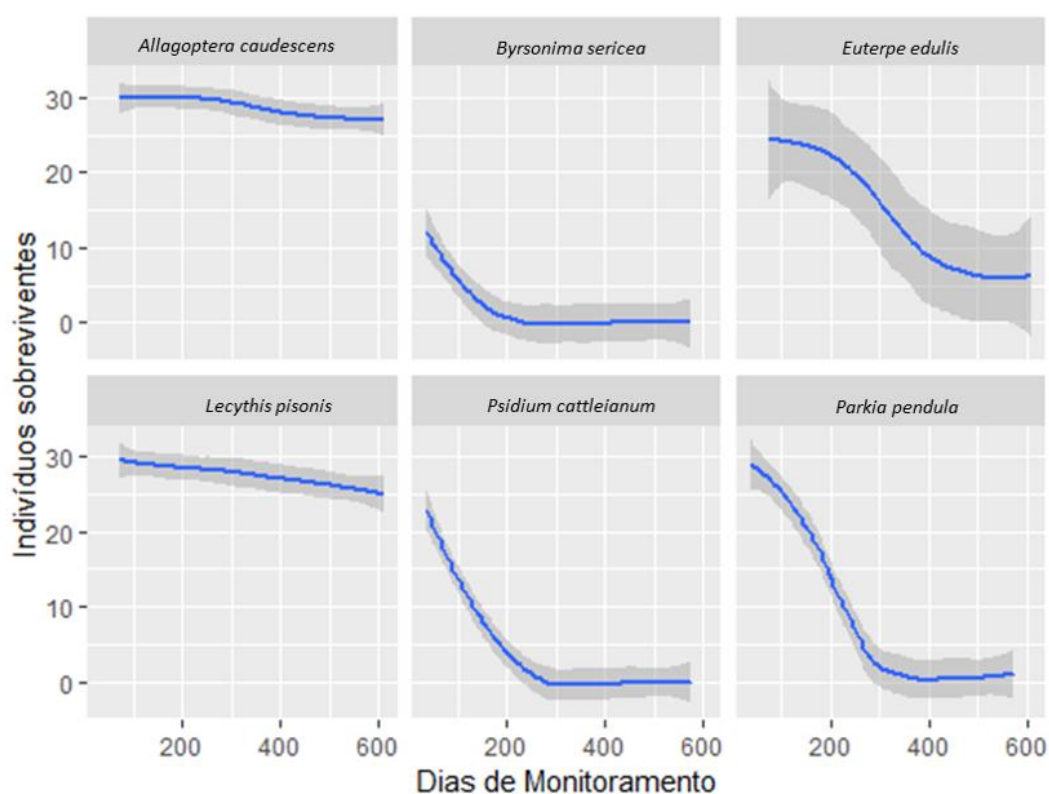 Allagoptera caudescens
Byrsonima sericea
Euterpe edulis
30
20
10
0
Lecythis pisonis
Psidium cattleianum
Parkia pendula
30
20
10
0
200 400 600
200 400 600
200 400 600
Indivíduos sobreviventes
Dias de Monitoramento